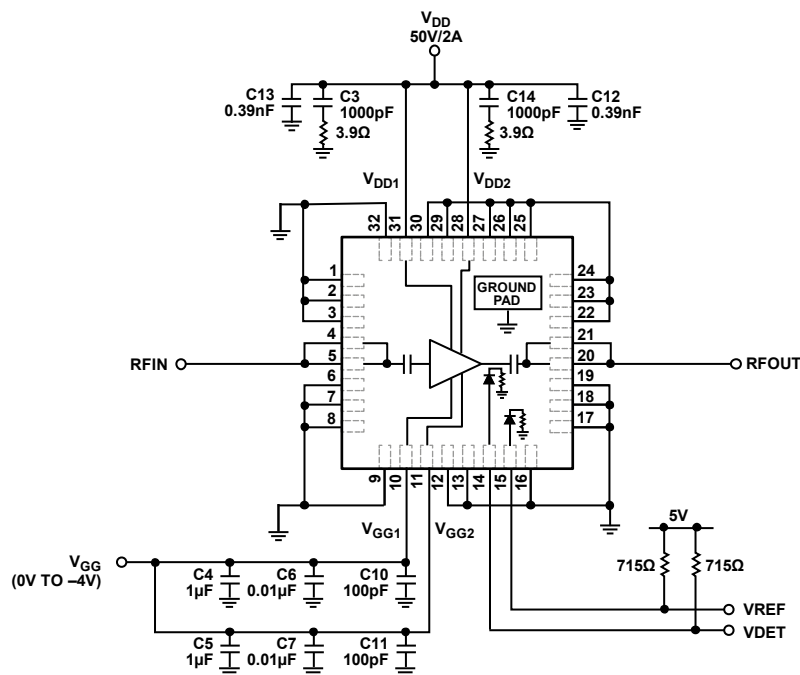 VDD
50V/2A
C13
0.39nF
C3
1000pF
3.9Ω
C14
1000pF
3.9Ω
C12
0.39nF
VDD1
VDD2
32
31
30
29
28
27
26
25
1
2
3
4
5
6
7
8
GROUND
PAD
24
23
22
21
20
19
18
17
RFIN
RFOUT
9
10
11
12
13
14
15
16
VGG1
VGG2
VGG
(0V TO –4V)
C4
1µF
C6
0.01µF
C10
100pF
C5
1µF
C7
0.01µF
C11
100pF
5V
715Ω
715Ω
VREF
VDET